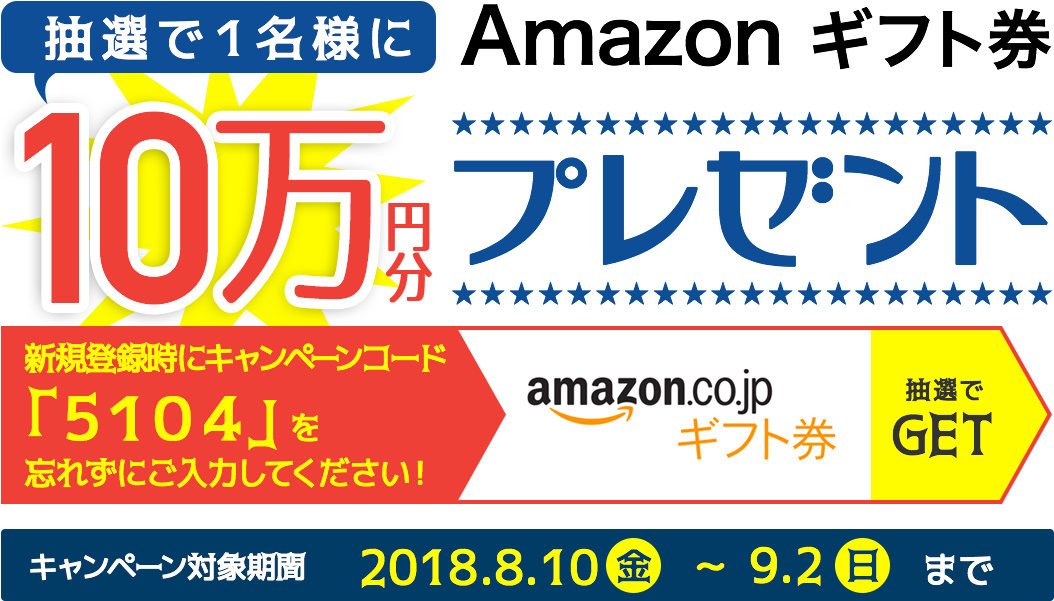 抽選で1名様に
10万円分
Amazon ギフト券
プレゼント
新規登録時にキャンペーンコード
「5104」を
忘れずにご入力してください!
amazon.co.jp
ギフト券
抽選で
GET
キャンペーン対象期間 2018.8.10 金 ~ 9.2 日 まで